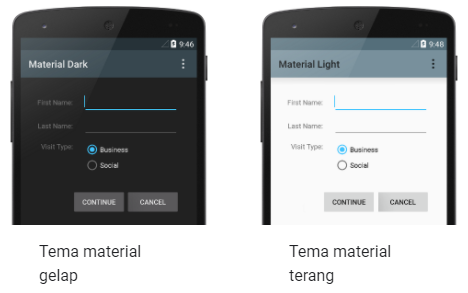 9:46
Material Dark
First Name:
Last Name:
Visit Type:
Business
Social
CONTINUE
CANCEL
9:48
Material Light
First Name:
Last Name:
Visit Type:
Business
Social
CONTINUE
CANCEL
Tema material
gelap
Tema material
terang